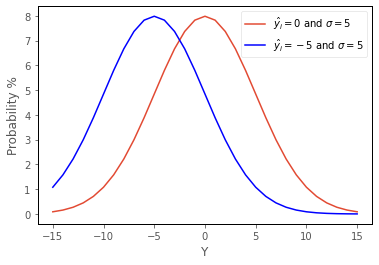 ŷᵢ = 0 and σ = 5
ŷᵢ = −5 and σ = 5
Probability %
8
7
6
5
4
3
2
1
0
−15 −10 −5 0 5 10 15
Y